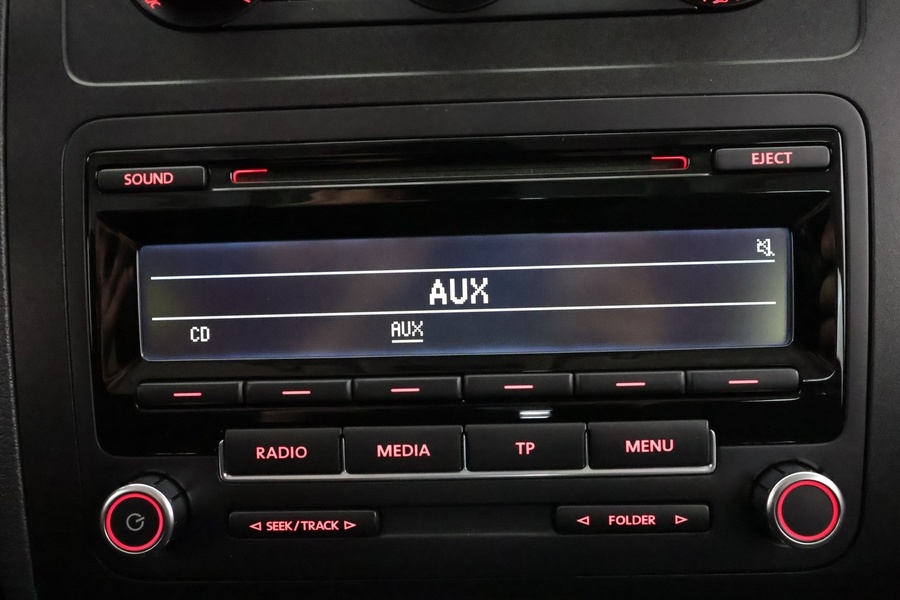 SOUND
EJECT
AUX
CD AUX
RADIO MEDIA TP MENU
SEEK/TRACK FOLDER